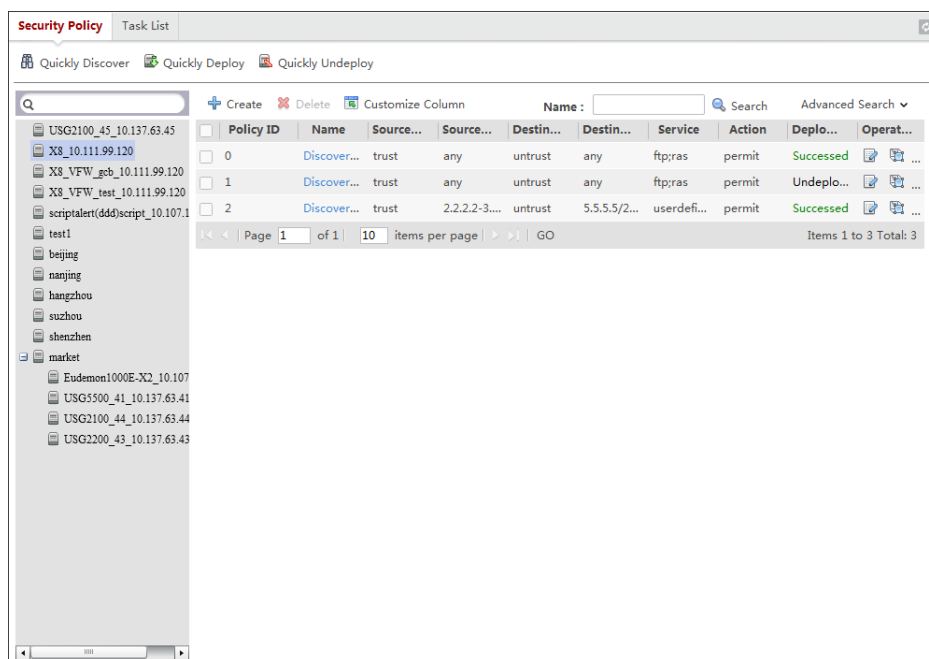 Security Policy Task List
Quickly Discover Quickly Deploy Quickly Undeploy
Create Delete Customize Column Name : Search Advanced Search
USG2100_45_10.137.63.45
X8_10.111.99.120
X8_VFW_gcb_10.111.99.120
X8_VFW_test_10.111.99.120
scriptalert(ddd)script_10.107.1
test1
beijing
nanjing
hangzhou
suzhou
shenzhen
market
Eudemon1000E-X2_10.107
USG5500_41_10.137.63.41
USG2100_44_10.137.63.44
USG2200_43_10.137.63.43
Policy ID Name Source... Source... Destin... Destin... Service Action Deplo... Operat...
0 Discover... trust any untrust any ftp;ras permit Successed ...
1 Discover... trust any untrust any ftp;ras permit Undeplo... ...
2 Discover... trust 2.2.2.2-3.... untrust 5.5.5.5/2... userdefi... permit Successed ...
Page 1 of 1 10 items per page GO Items 1 to 3 Total: 3